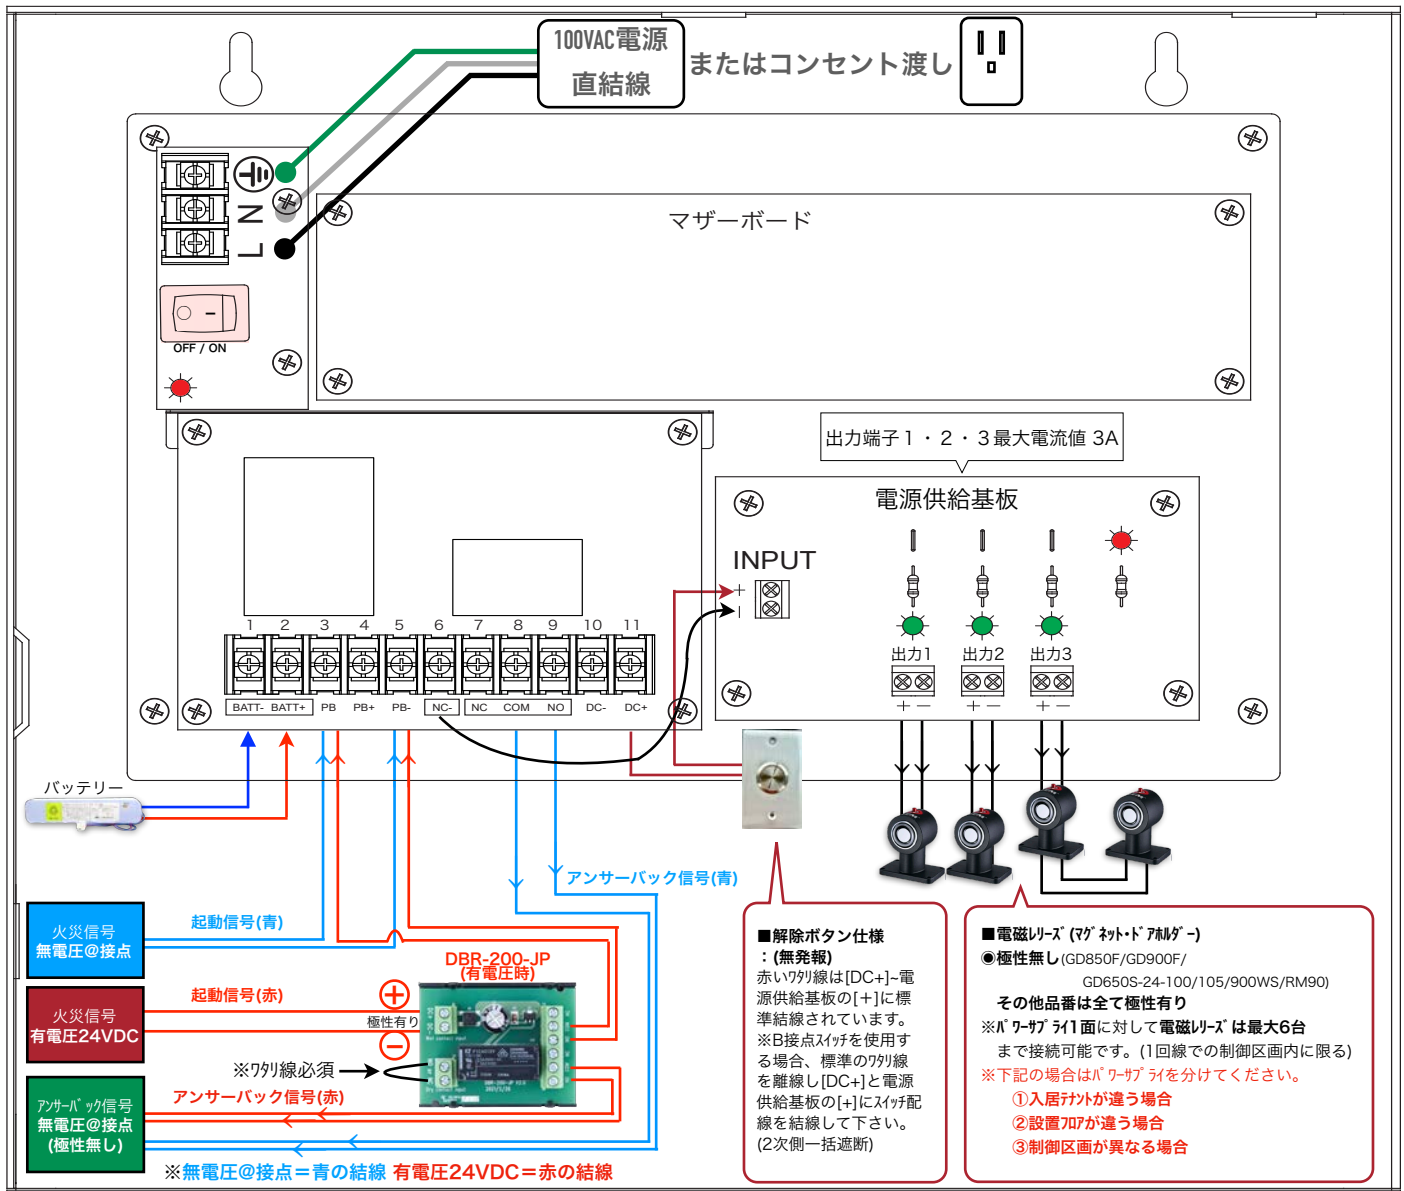 100VAC電源
直結線
またはコンセント渡し
N
L
マザーボード
OFF / ON
出力端子1・2・3最大電流値 3A
電源供給基板
INPUT
+
−
出力1 出力2 出力3
+ − + − + −
1 2 3 4 5 6 7 8 9 10 11
BATT- BATT+ PB PB+ PB- NC- NC COM NO DC- DC+
バッテリー
アンサーバック信号(青)
火災信号
無電圧@接点
起動信号(青)
火災信号
有電圧24VDC
起動信号(赤)
DBR-200-JP
(有電圧時)
+
極性有り
−
※ワタリ線必須
アンサーバック信号(赤)
アンサーバック信号
無電圧@接点
(極性無し)
※無電圧@接点=青の結線 有電圧24VDC=赤の結線
■解除ボタン仕様
:(無発報)
赤いワタリ線は[DC+]~電
源供給基板の[+]に標
準結線されています。
※B接点スイッチを使用す
る場合、標準のワタリ線
を離線し[DC+]と電源
供給基板の[+]にスイッチ配
線を結線して下さい。
(2次側一括遮断)
■電磁レリーズ(マグネット・ドアホルダー)
◉極性無し(GD850F/GD900F/
GD650S-24-100/105/900WS/RM90)
その他品番は全て極性有り
※パワーサプライ1面に対して電磁レリーズは最大6台
まで接続可能です。(1回線での制御区画内に限る)
※下記の場合はパワーサプライを分けてください。
①入居テナントが違う場合
②設置フロアが違う場合
③制御区画が異なる場合